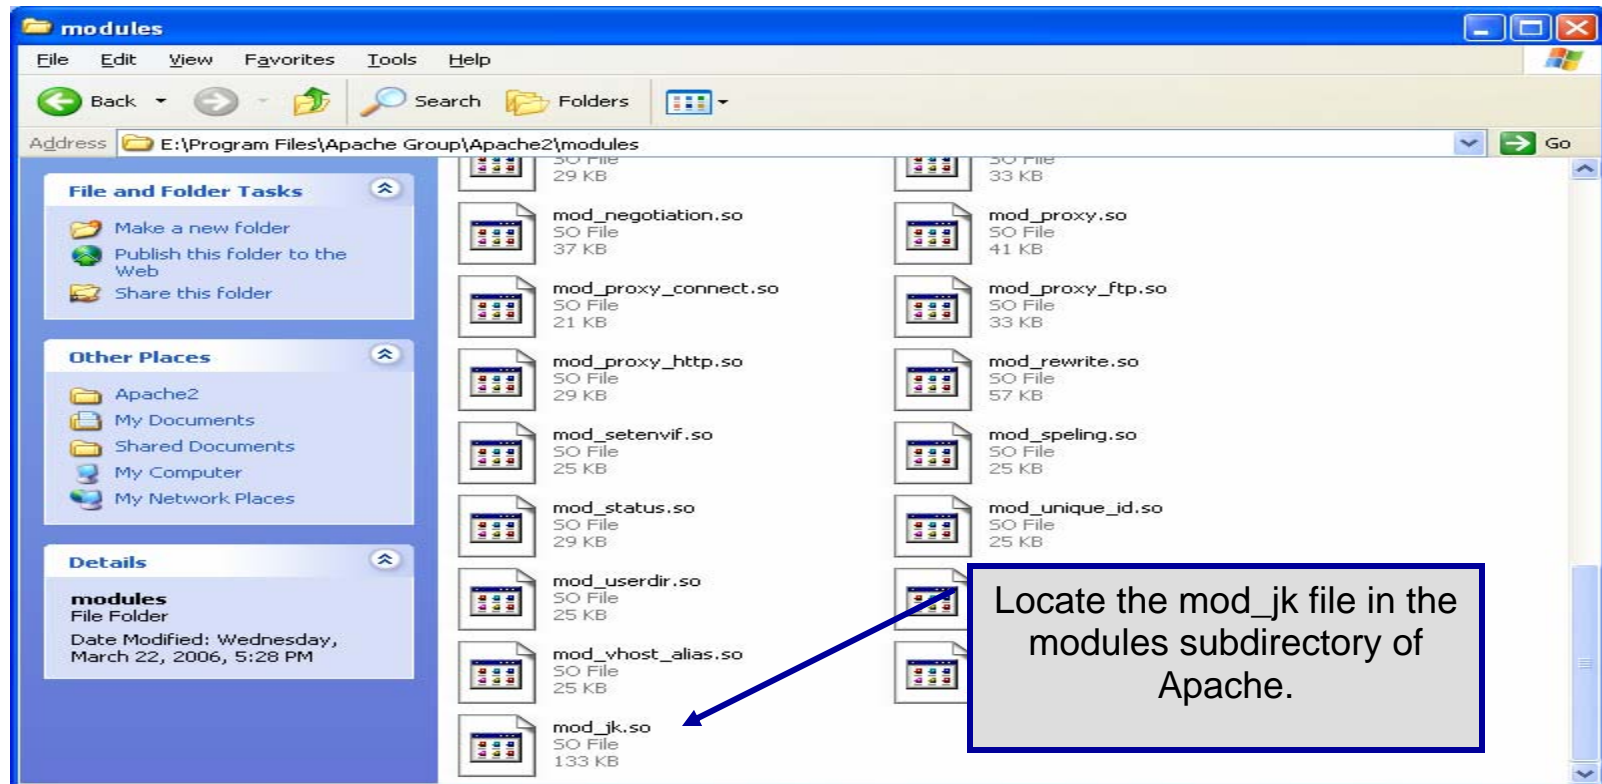 modules
File Edit View Favorites Tools Help
Back Search Folders
Address E:\Program Files\Apache Group\Apache2\modules Go
File and Folder Tasks
Make a new folder
Publish this folder to the
Web
Share this folder
Other Places
Apache2
My Documents
Shared Documents
My Computer
My Network Places
Details
modules
File Folder
Date Modified: Wednesday,
March 22, 2006, 5:28 PM
SO File
29 KB
SO File
33 KB
mod_negotiation.so
SO File
37 KB
mod_proxy.so
SO File
41 KB
mod_proxy_connect.so
SO File
21 KB
mod_proxy_ftp.so
SO File
33 KB
mod_proxy_http.so
SO File
29 KB
mod_rewrite.so
SO File
57 KB
mod_setenvif.so
SO File
25 KB
mod_speling.so
SO File
25 KB
mod_status.so
SO File
29 KB
mod_unique_id.so
SO File
25 KB
mod_userdir.so
SO File
25 KB
mod_vhost_alias.so
SO File
25 KB
mod_jk.so
SO File
133 KB
Locate the mod_jk file in the
modules subdirectory of
Apache.